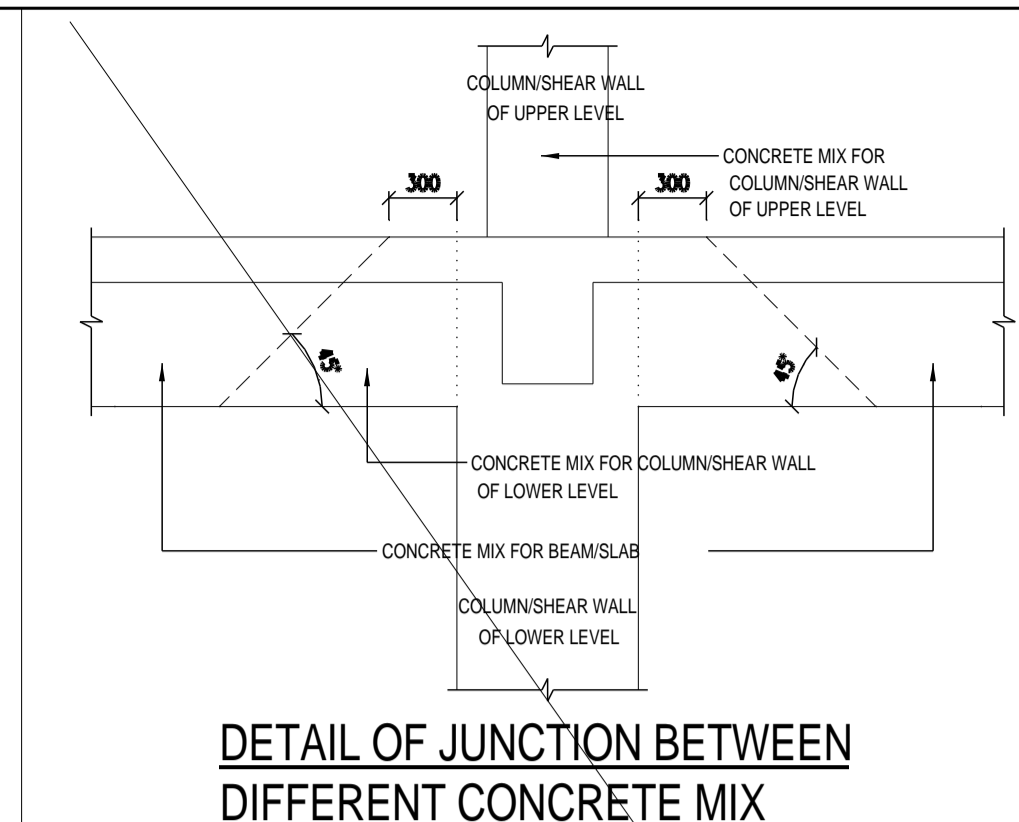 COLUMN/SHEAR WALL
OF UPPER LEVEL
CONCRETE MIX FOR
COLUMN/SHEAR WALL
OF UPPER LEVEL
300
300
45°
45°
CONCRETE MIX FOR COLUMN/SHEAR WALL
OF LOWER LEVEL
CONCRETE MIX FOR BEAM/SLAB
COLUMN/SHEAR WALL
OF LOWER LEVEL
DETAIL OF JUNCTION BETWEEN
DIFFERENT CONCRETE MIX